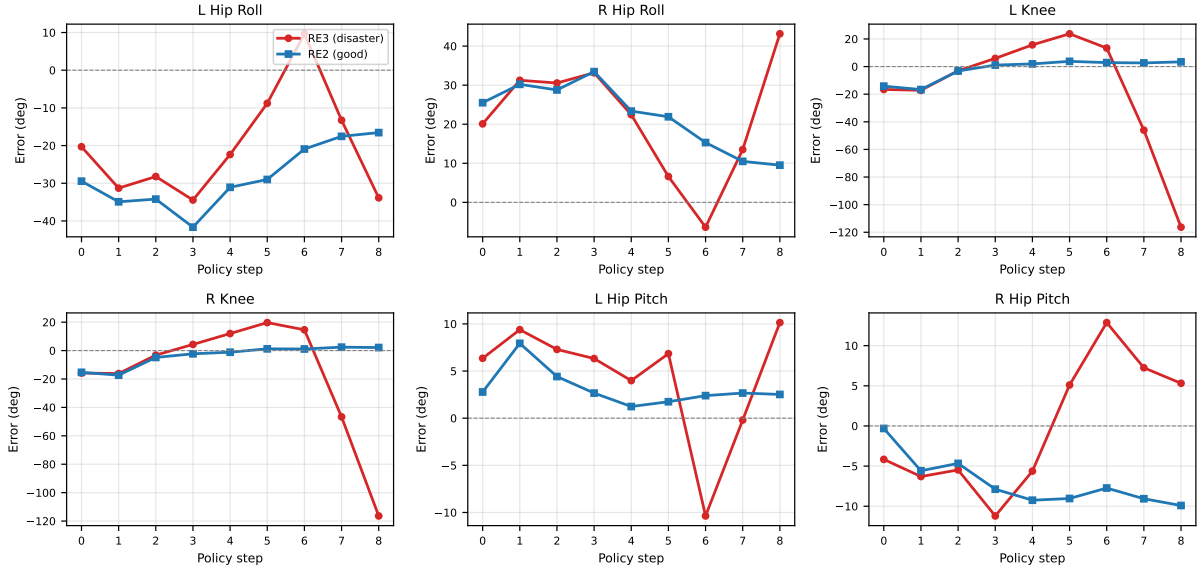 L Hip Roll
RE3 (disaster)
RE2 (good)
10
0
−10
−20
−30
−40
Error (deg)
0 1 2 3 4 5 6 7 8
Policy step
R Hip Roll
40
30
20
10
0
Error (deg)
0 1 2 3 4 5 6 7 8
Policy step
L Knee
20
0
−20
−40
−60
−80
−100
−120
Error (deg)
0 1 2 3 4 5 6 7 8
Policy step
R Knee
20
0
−20
−40
−60
−80
−100
−120
Error (deg)
0 1 2 3 4 5 6 7 8
Policy step
L Hip Pitch
10
5
0
−5
−10
Error (deg)
0 1 2 3 4 5 6 7 8
Policy step
R Hip Pitch
10
5
0
−5
−10
Error (deg)
0 1 2 3 4 5 6 7 8
Policy step